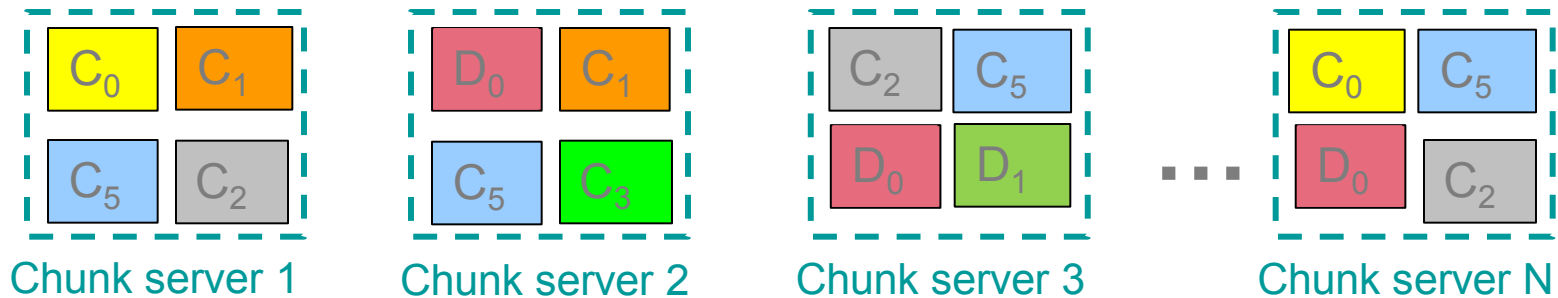 C₀ C₁ D₀ C₁ C₂ C₅ C₀ C₅
C₅ C₂ C₅ C₃ D₀ D₁ ... D₀ C₂
Chunk server 1 Chunk server 2 Chunk server 3 Chunk server N